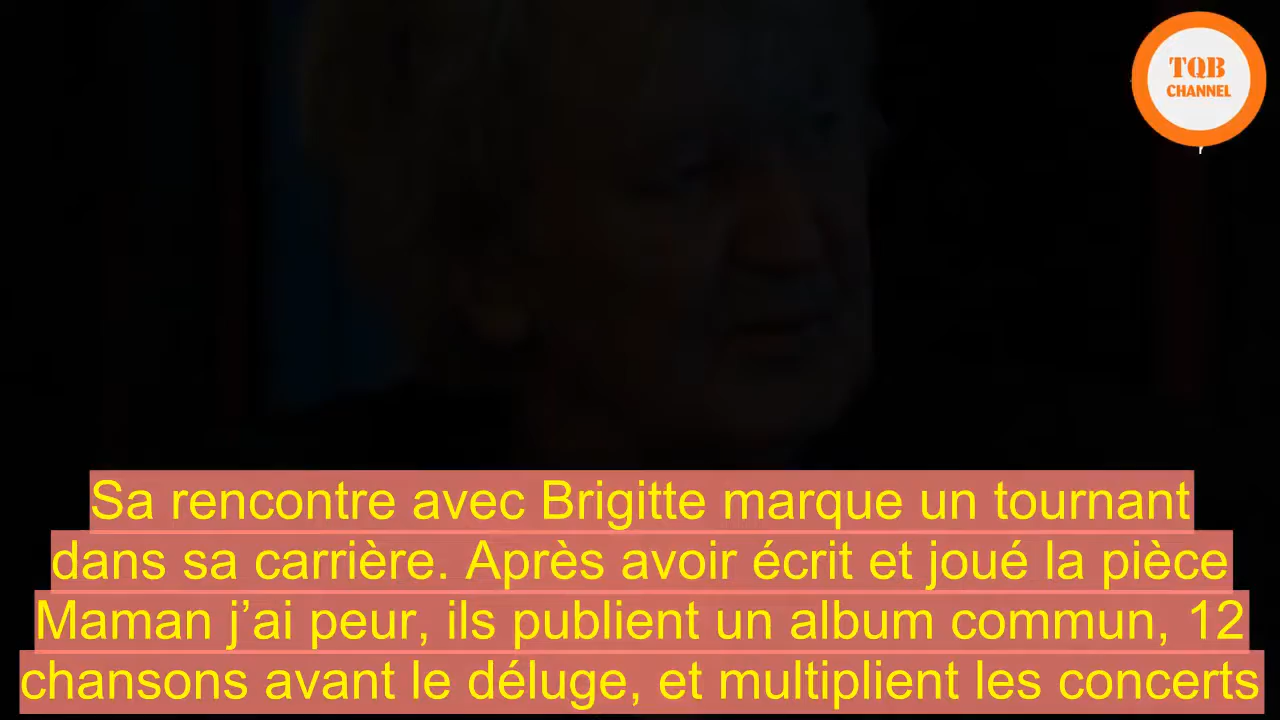 TQB
CHANNEL
Sa rencontre avec Brigitte marque un tournant
dans sa carrière. Après avoir écrit et joué la pièce
Maman j’ai peur, ils publient un album commun, 12
chansons avant le déluge, et multiplient les concerts